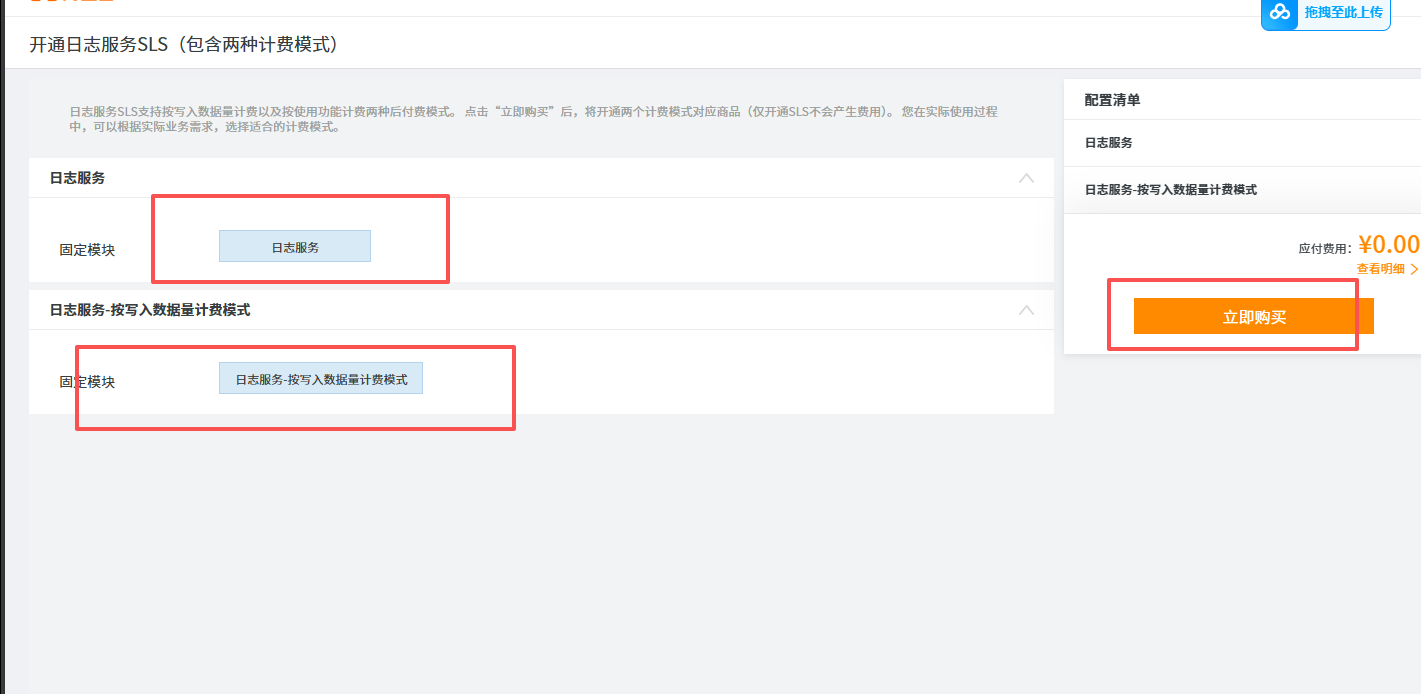 拖拽至此上传
开通日志服务SLS（包含两种计费模式）
日志服务SLS支持按写入数据量计费以及按使用功能计费两种后付费模式。 点击“立即购买”后，将开通两个计费模式对应商品（仅开通SLS不会产生费用）。 您在实际使用过程
中，可以根据实际业务需求，选择适合的计费模式。
日志服务
固定模块
日志服务
日志服务-按写入数据量计费模式
固定模块
日志服务-按写入数据量计费模式
配置清单
日志服务
日志服务-按写入数据量计费模式
应付费用： ¥0.00
查看明细 >
立即购买